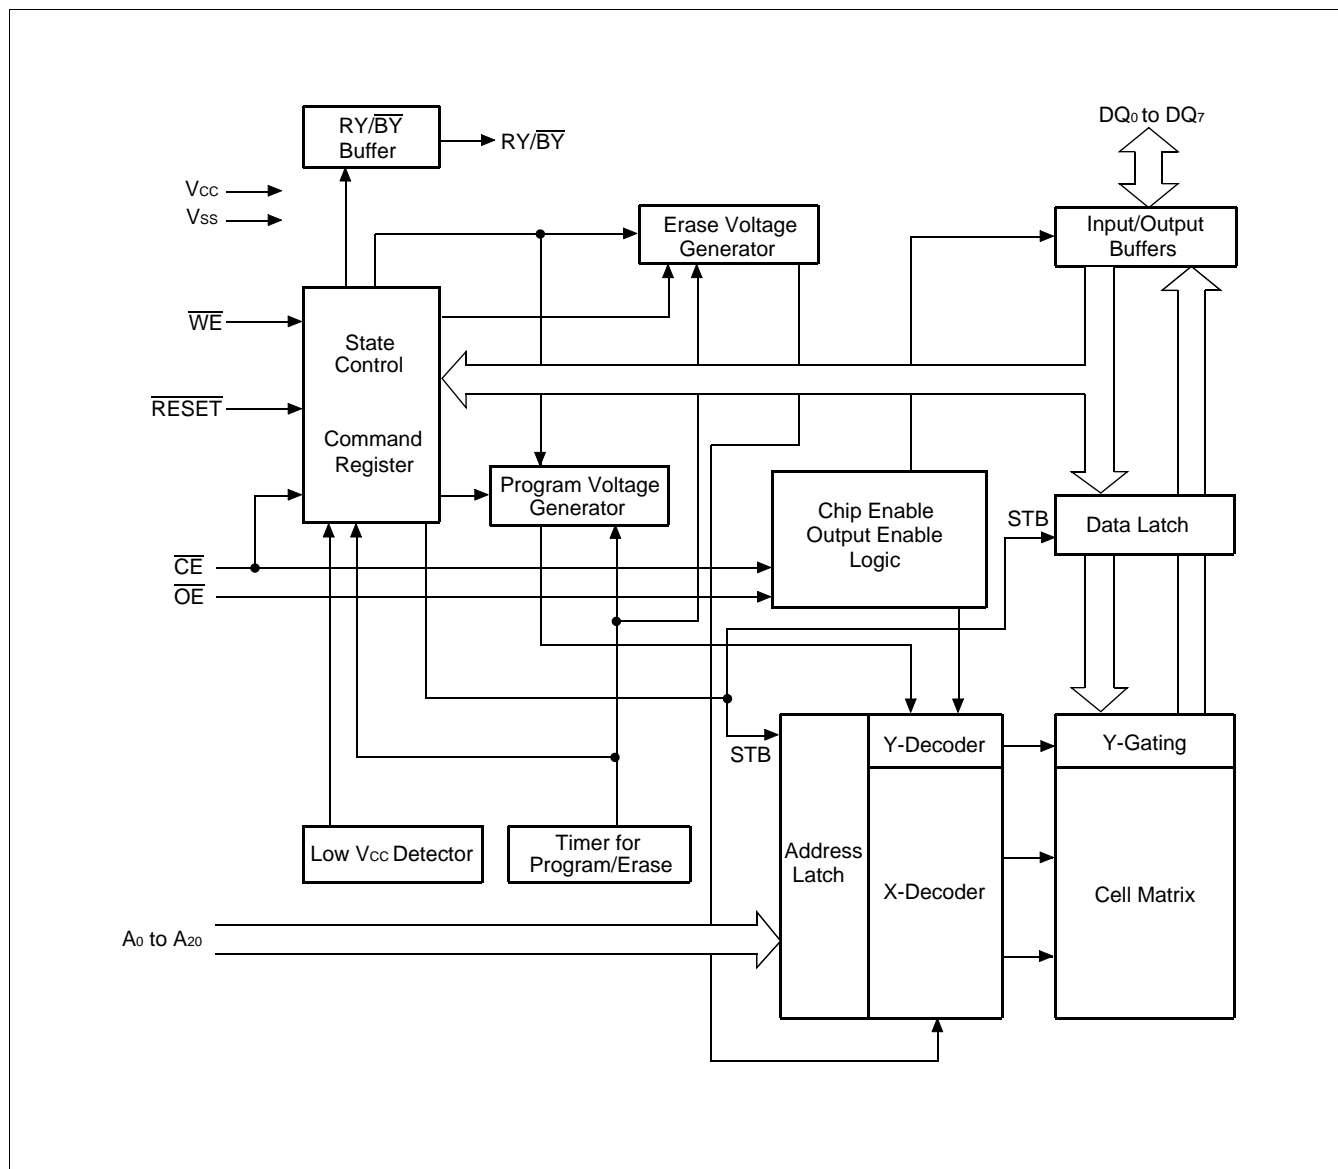 RY/BY
Buffer
RY/BY
DQ0 to DQ7
VCC
VSS
Erase Voltage
Generator
Input/Output
Buffers
WE
State
Control
RESET
Command
Register
Program Voltage
Generator
Chip Enable
Output Enable
Logic
STB
Data Latch
CE
OE
STB
Y-Decoder
Y-Gating
Low VCC Detector
Timer for
Program/Erase
Address
Latch
X-Decoder
Cell Matrix
A0 to A20